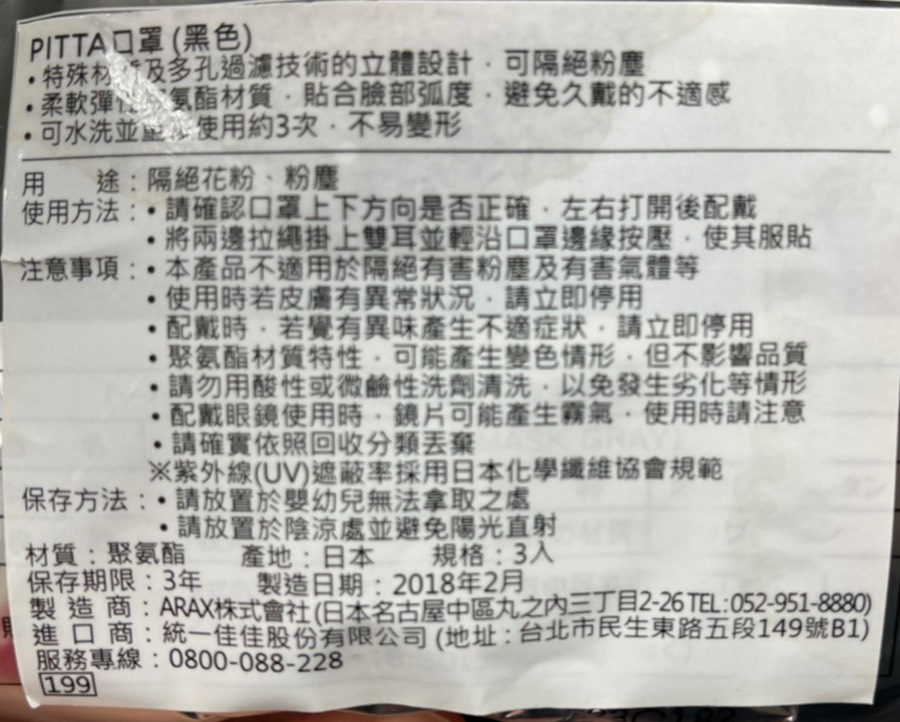 PITTA口罩(黑色)
•特殊材質及多孔過濾技術的立體設計，可隔絕粉塵
•柔軟彈性聚氨酯材質，貼合臉部弧度，避免久戴的不適感
•可水洗並重複使用約3次，不易變形
用　　途：隔絕花粉、粉塵
使用方法：•請確認口罩上下方向是否正確，左右打開後配戴
•將兩邊拉繩掛上雙耳並輕沿口罩邊緣按壓，使其服貼
注意事項：•本產品不適用於隔絕有害粉塵及有害氣體等
•使用時若皮膚有異常狀況，請立即停用
•配戴時，若覺有異味產生不適症狀，請立即停用
•聚氨酯材質特性，可能產生變色情形，但不影響品質
•請勿用酸性或微鹼性洗劑清洗，以免發生劣化等情形
•配戴眼鏡使用時，鏡片可能產生霧氣，使用時請注意
•請確實依照回收分類丟棄
※紫外線(UV)遮蔽率採用日本化學纖維協會規範
保存方法：•請放置於嬰幼兒無法拿取之處
•請放置於陰涼處並避免陽光直射
材質：聚氨酯　　產地：日本　　規格：3入
保存期限：3年　　製造日期：2018年2月
製 造 商：ARAX株式會社(日本名古屋中區丸之內三丁目2-26 TEL:052-951-8880)
進 口 商：統一佳佳股份有限公司(地址：台北市民生東路五段149號B1)
服務專線：0800-088-228
199